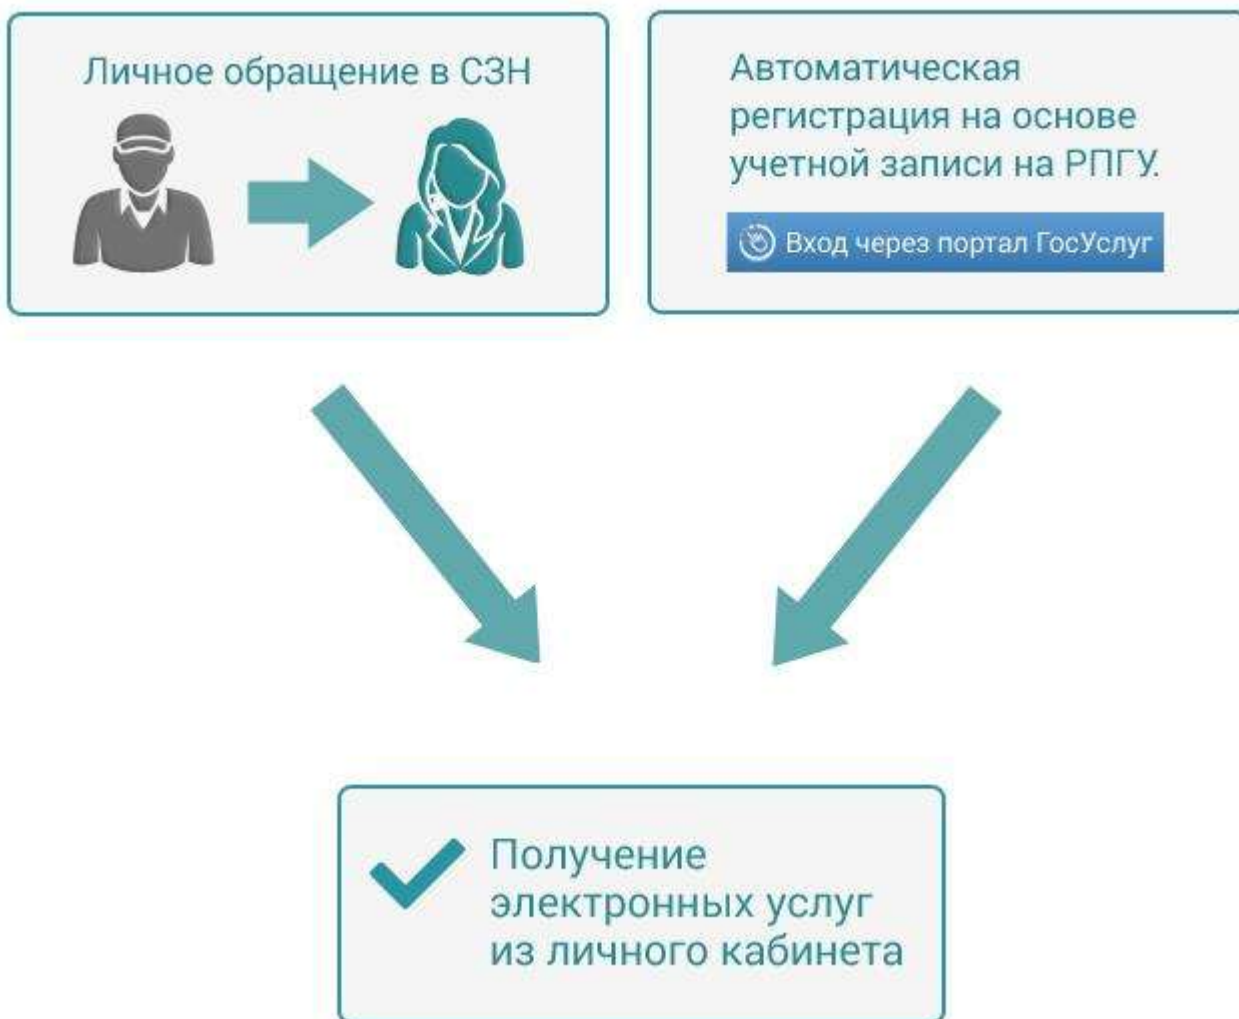 Личное обращение в СЗН
Автоматическая
регистрация на основе
учетной записи на РПГУ.
Вход через портал ГосУслуг
Получение
электронных услуг
из личного кабинета